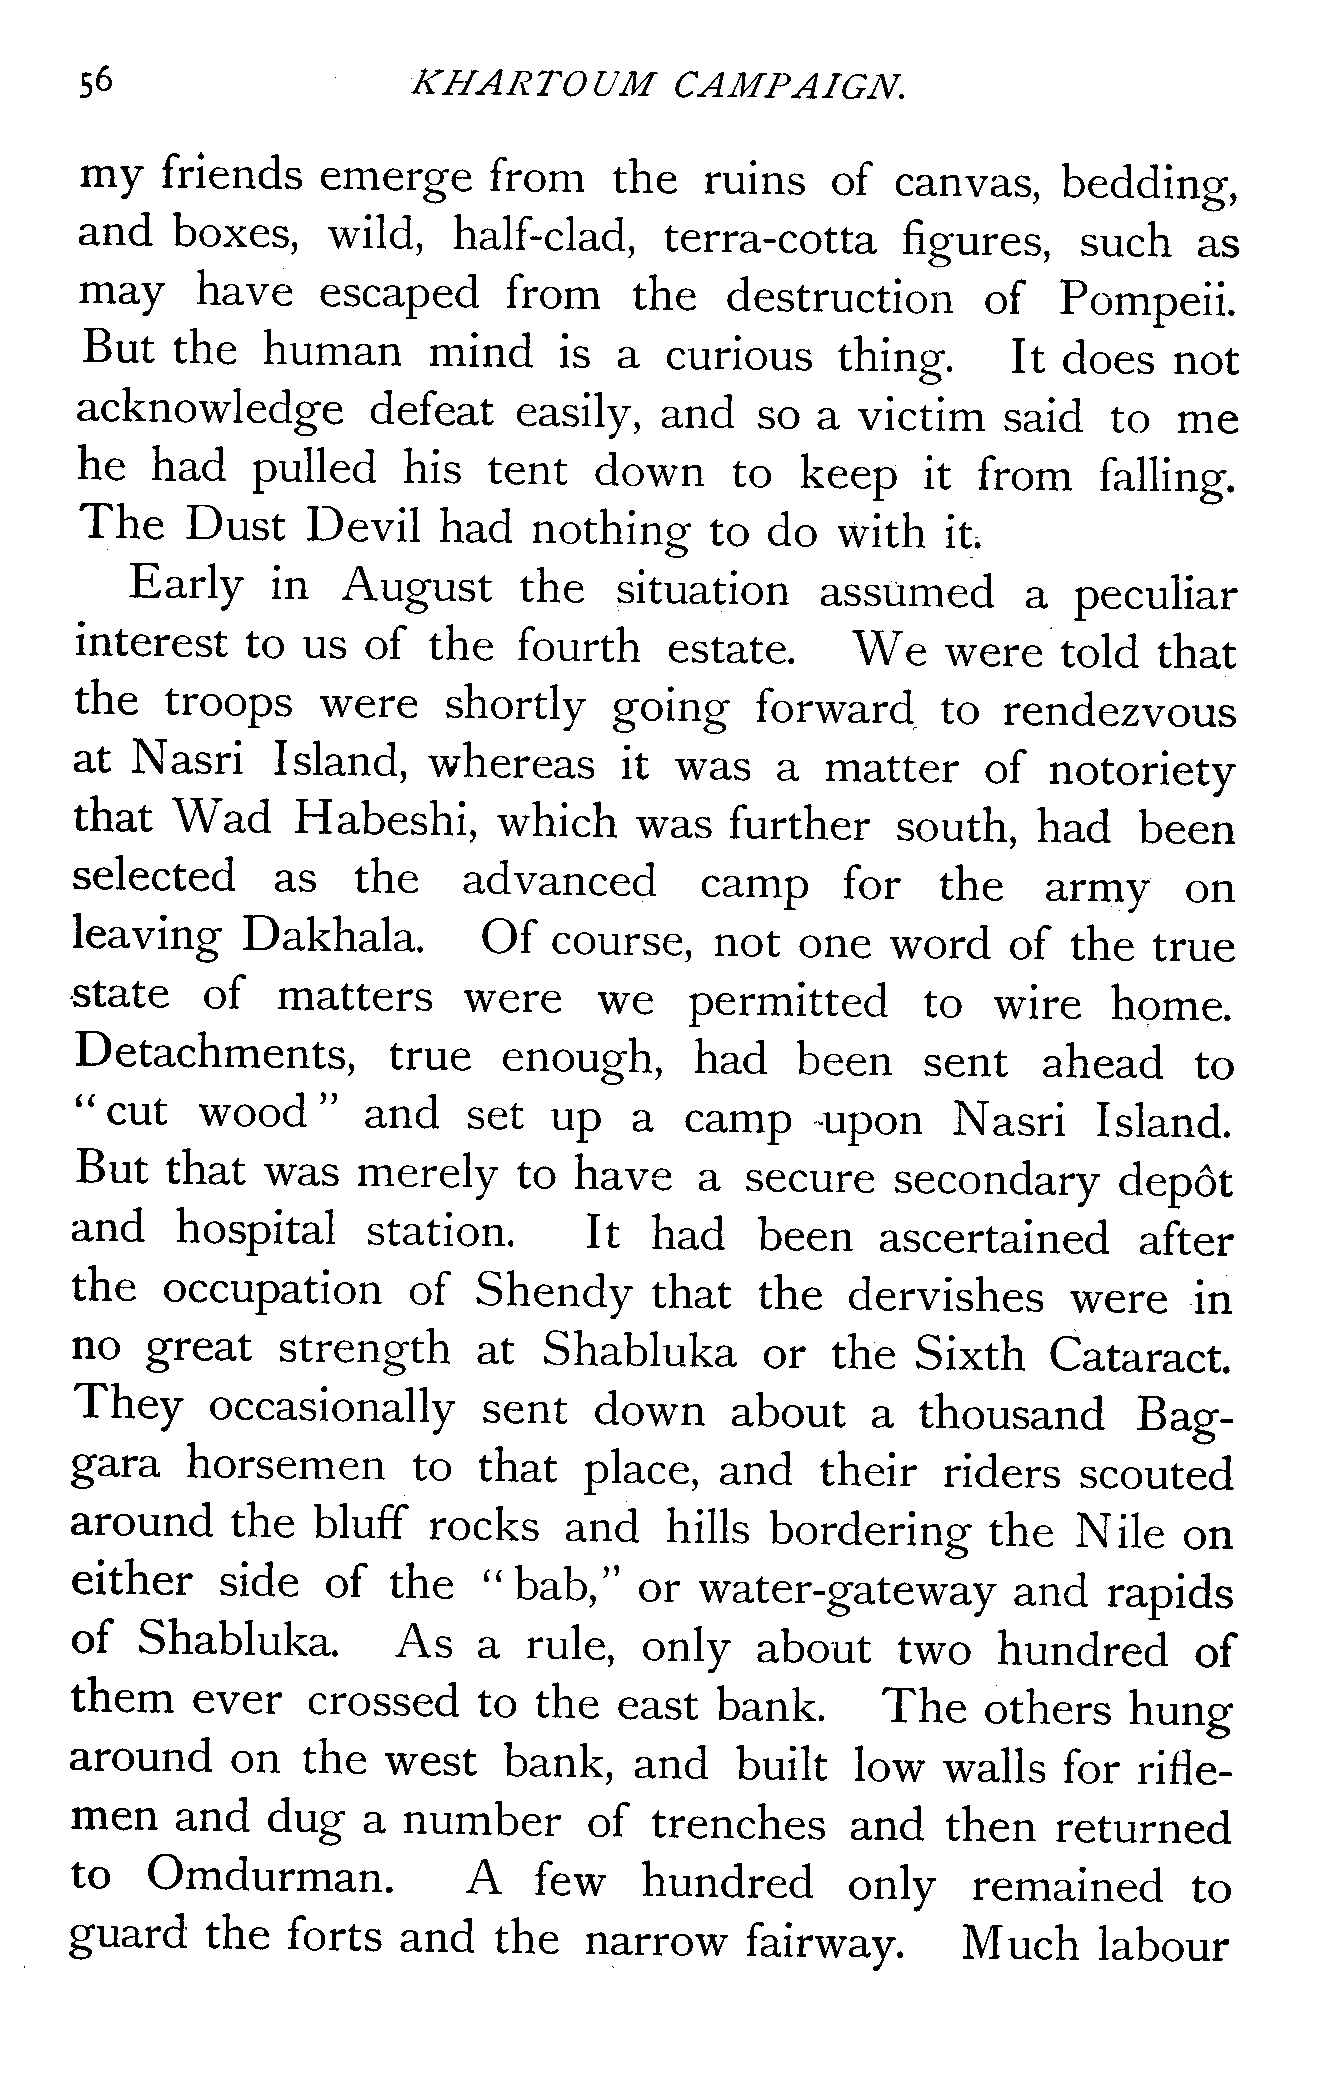 56 KHARTOUM CAMPAIGN.
my friends emerge from the ruins of canvas, bedding,
and boxes, wild, half-clad, terra-cotta figures, such as
may have escaped from the destruction of Pompeii.
But the human mind is a curious thing. It does not
acknowledge defeat easily, and so a victim said to me
he had pulled his tent down to keep it from falling.
The Dust Devil had nothing to do with it.
Early in August the situation assumed a peculiar
interest to us of the fourth estate. We were told that
the troops were shortly going forward to rendezvous
at Nasri Island, whereas it was a matter of notoriety
that Wad Habeshi, which was further south, had been
selected as the advanced camp for the army on
leaving Dakhala. Of course, not one word of the true
state of matters were we permitted to wire home.
Detachments, true enough, had been sent ahead to
"cut wood" and set up a camp upon Nasri Island.
But that was merely to have a secure secondary depôt
and hospital station. It had been ascertained after
the occupation of Shendy that the dervishes were in
no great strength at Shabluka or the Sixth Cataract.
They occasionally sent down about a thousand Bag-
gara horsemen to that place, and their riders scouted
around the bluff rocks and hills bordering the Nile on
either side of the "bab," or water-gateway and rapids
of Shabluka. As a rule, only about two hundred of
them ever crossed to the east bank. The others hung
around on the west bank, and built low walls for rifle-
men and dug a number of trenches and then returned
to Omdurman. A few hundred only remained to
guard the forts and the narrow fairway. Much labour